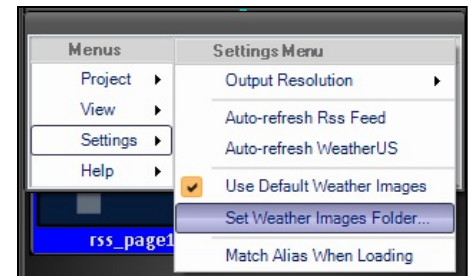 Menus
Project
View
Settings
Help
Settings Menu
Output Resolution
Auto-refresh Rss Feed
Auto-refresh WeatherUS
Use Default Weather Images
Set Weather Images Folder...
Match Alias When Loading
rss_page1